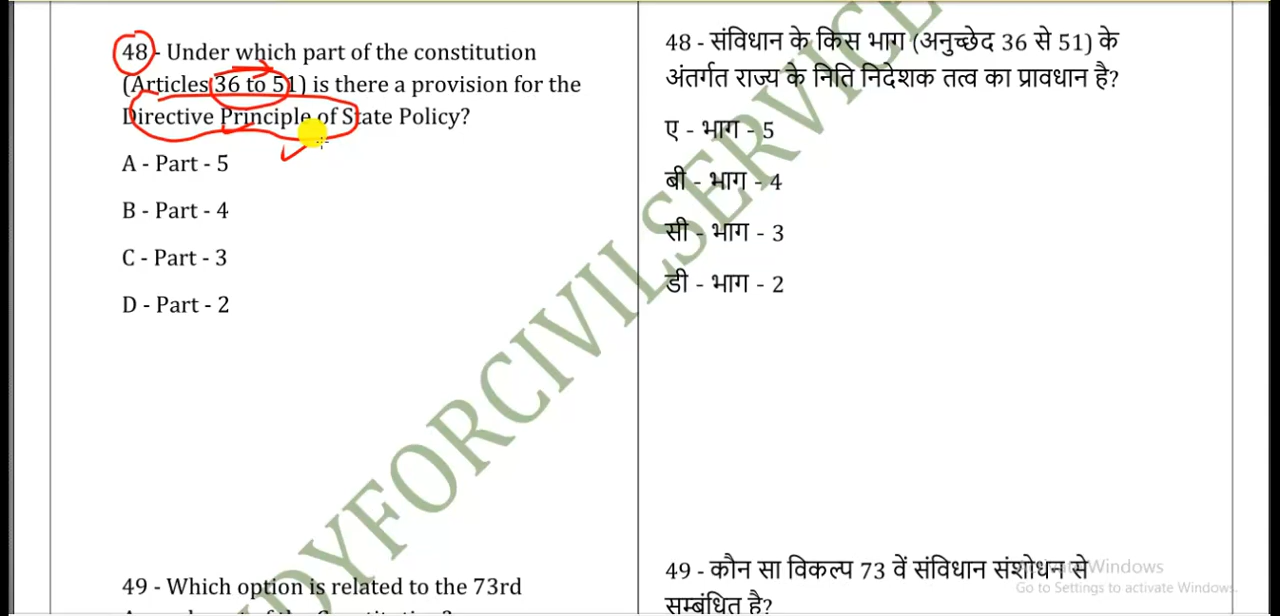 48 - Under which part of the constitution
(Articles 36 to 51) is there a provision for the
Directive Principle of State Policy?
A - Part - 5
B - Part - 4
C - Part - 3
D - Part - 2
49 - Which option is related to the 73rd
48 - संविधान के किस भाग (अनुच्छेद 36 से 51) के
अंतर्गत राज्य के निति निदेशक तत्व का प्रावधान है?
ए - भाग - 5
बी - भाग - 4
सी - भाग - 3
डी - भाग - 2
49 - कौन सा विकल्प 73 वें संविधान संशोधन से
सम्बंधित है?
Activate Windows
Go to Settings to activate Windows.
DYFORCIVILSERVICE